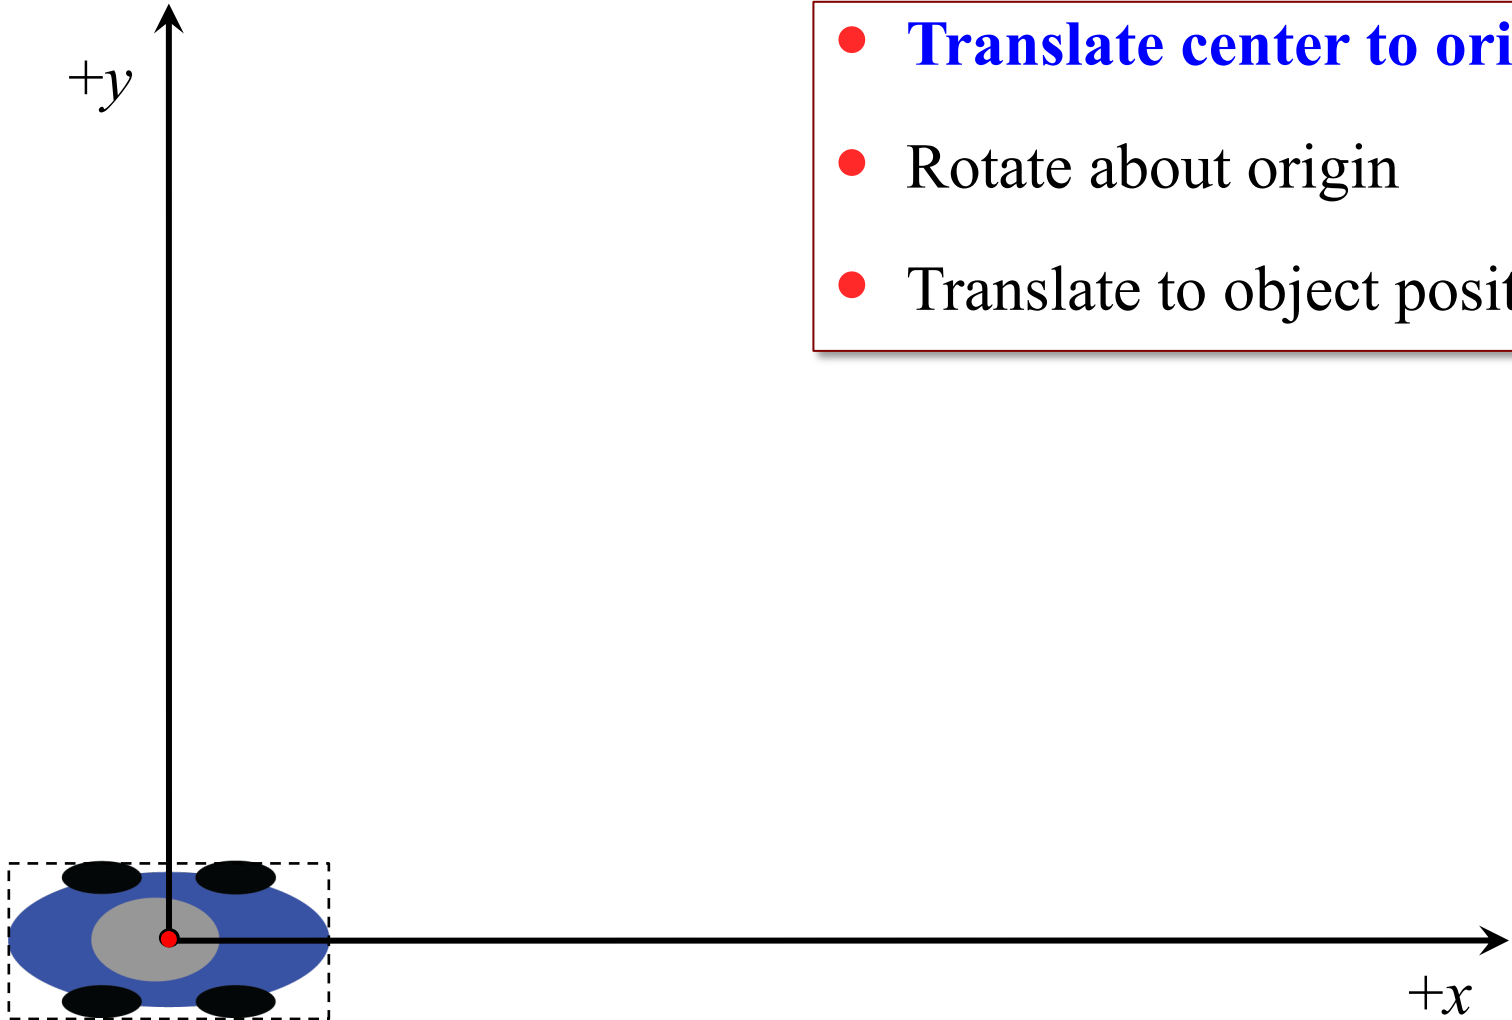 +y
Translate center to ori
Rotate about origin
Translate to object posit
+x